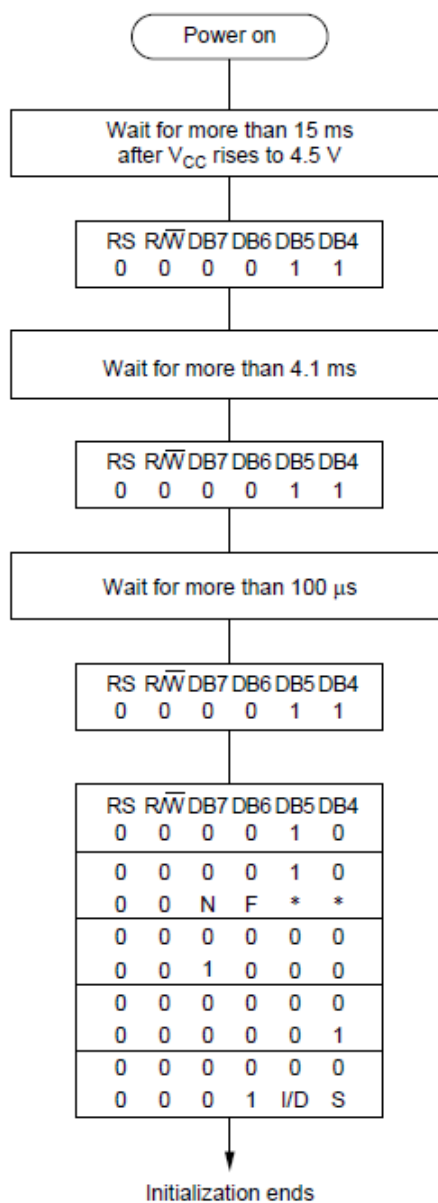 Power on
Wait for more than 15 ms
after VCC rises to 4.5 V
RS R/W̅ DB7 DB6 DB5 DB4
0 0 0 0 1 1
Wait for more than 4.1 ms
RS R/W̅ DB7 DB6 DB5 DB4
0 0 0 0 1 1
Wait for more than 100 µs
RS R/W̅ DB7 DB6 DB5 DB4
0 0 0 0 1 1
RS R/W̅ DB7 DB6 DB5 DB4
0 0 0 0 1 0
0 0 0 0 1 0
0 0 N F * *
0 0 0 0 0 0
0 0 1 0 0 0
0 0 0 0 0 0
0 0 0 0 0 1
0 0 0 0 0 0
0 0 0 1 I/D S
Initialization ends